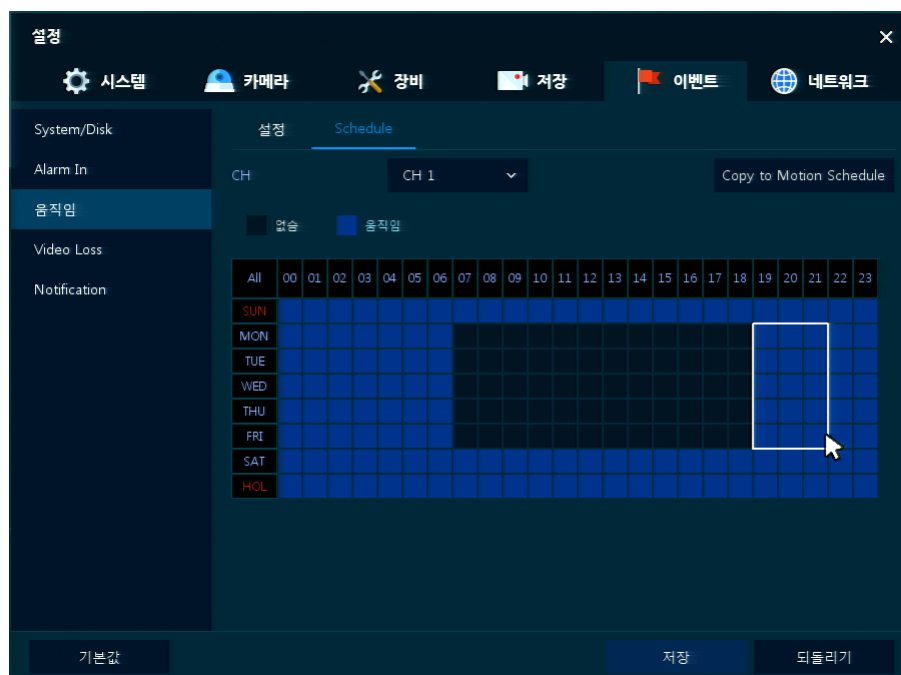 설정
시스템 카메라 장비 저장 이벤트 네트워크
System/Disk
Alarm In
움직임
Video Loss
Notification
설정 Schedule
CH CH 1 Copy to Motion Schedule
없슴 움직임
All 00 01 02 03 04 05 06 07 08 09 10 11 12 13 14 15 16 17 18 19 20 21 22 23
SUN
MON
TUE
WED
THU
FRI
SAT
HOL
기본값 저장 되돌리기